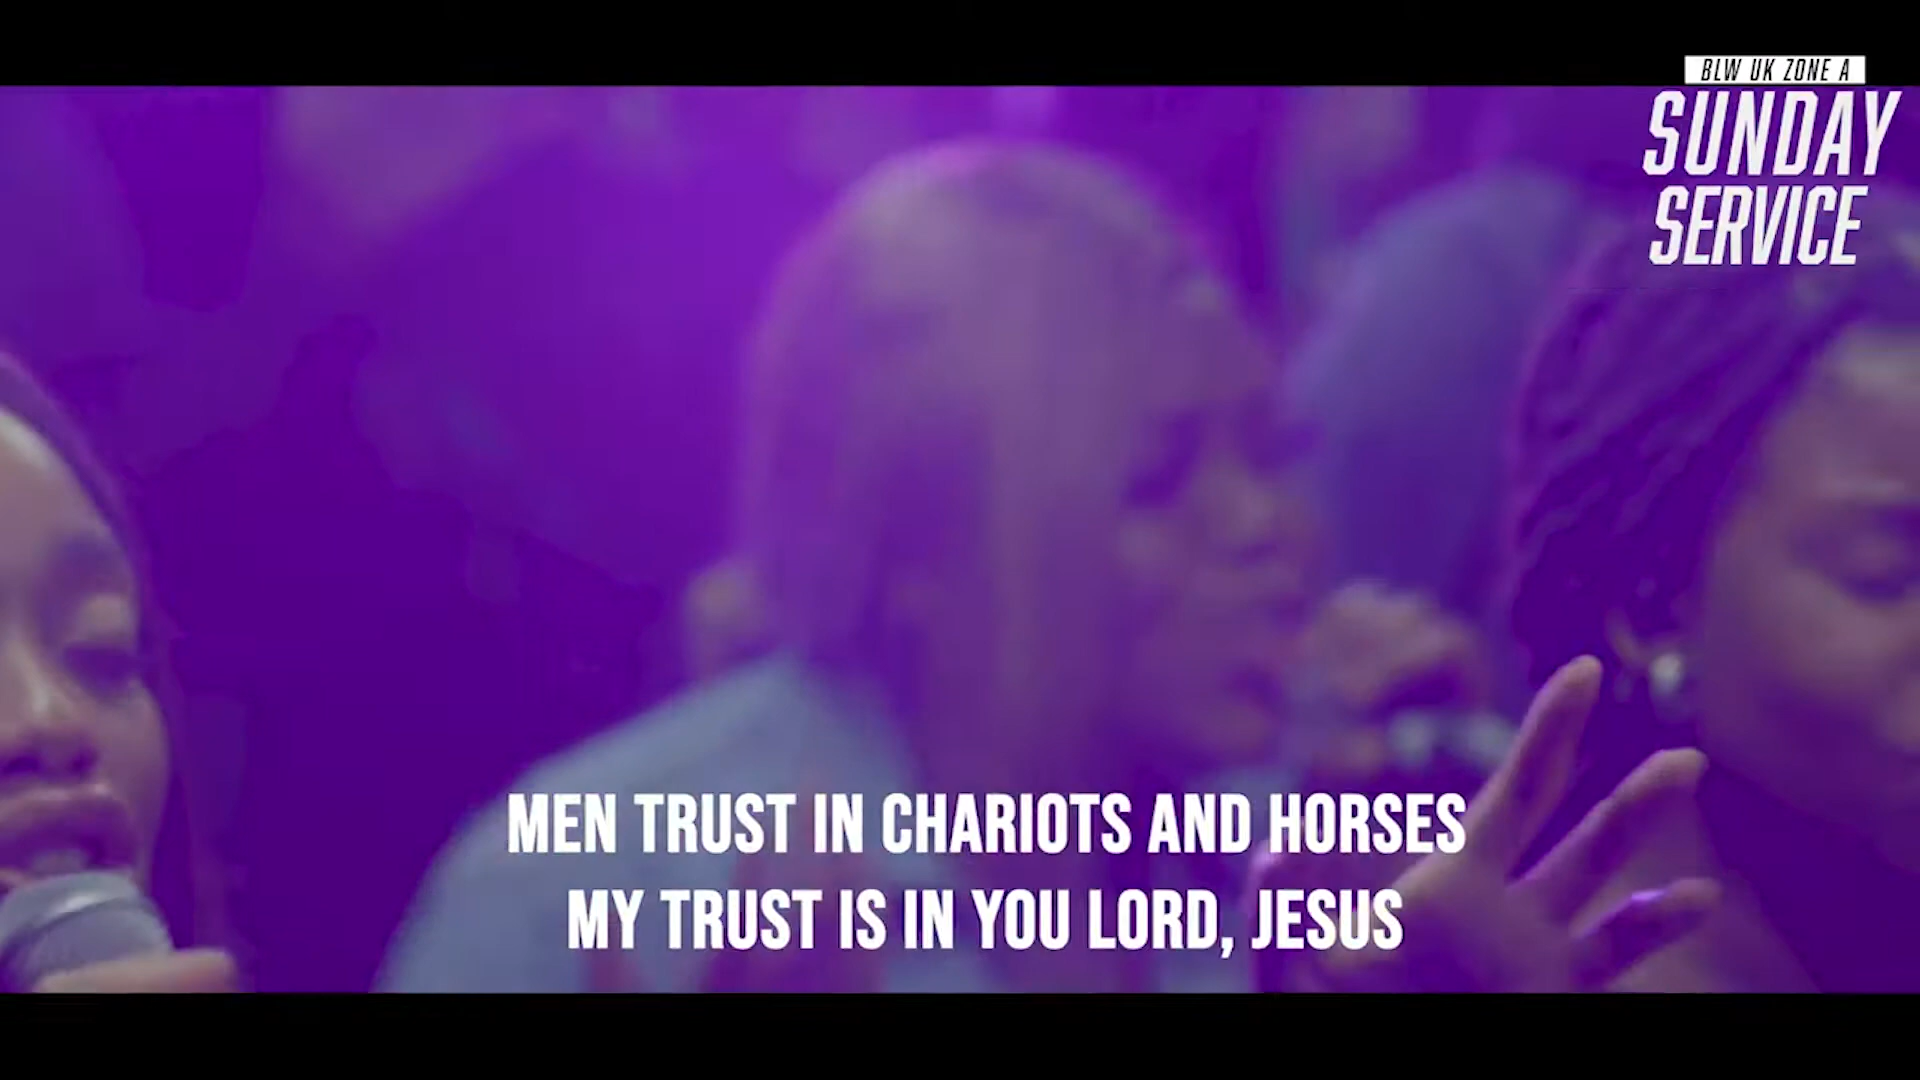 BLW UK ZONE A
SUNDAY
SERVICE
MEN TRUST IN CHARIOTS AND HORSES
MY TRUST IS IN YOU LORD, JESUS